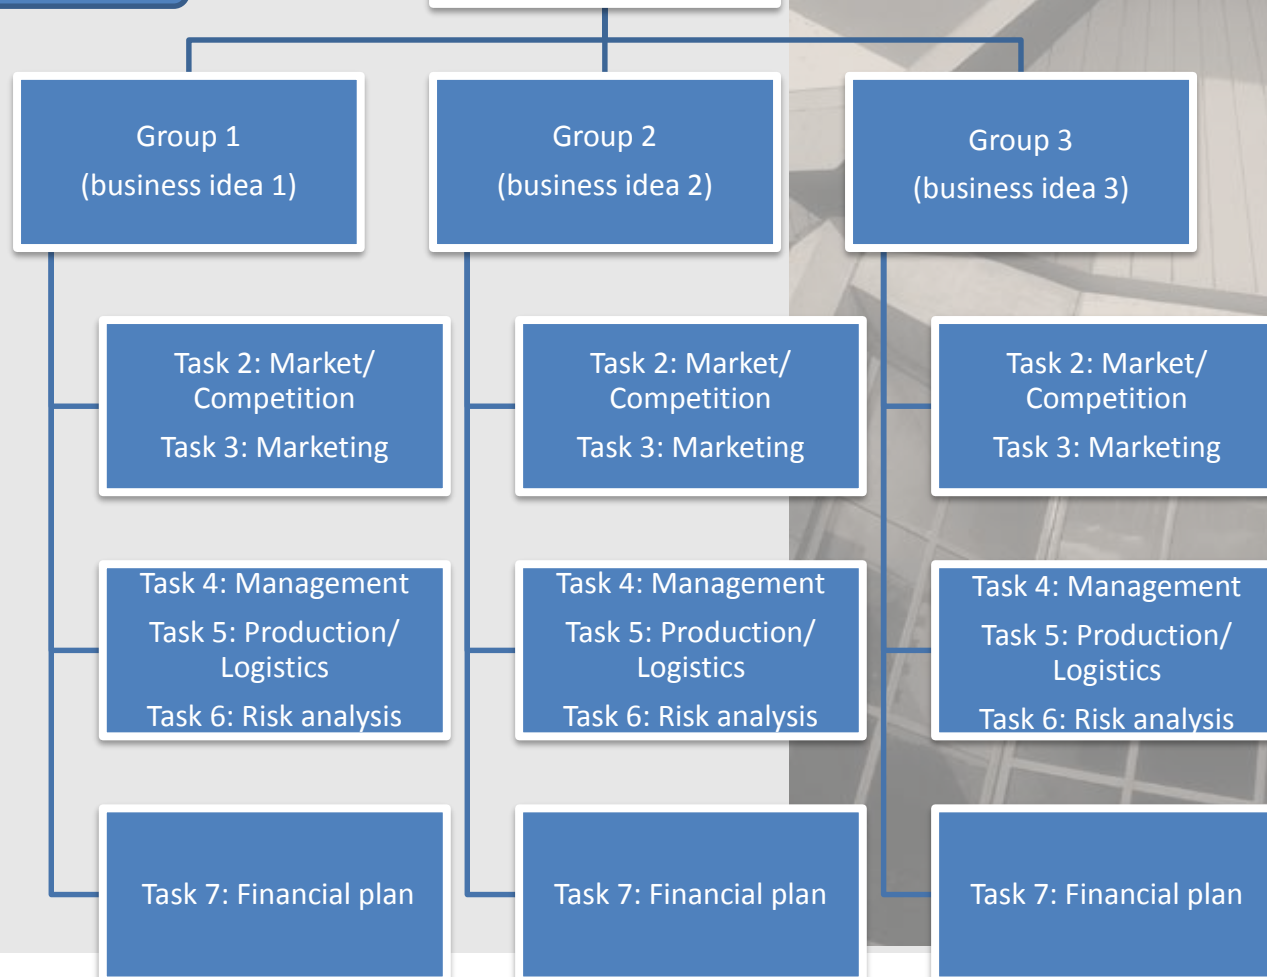 Group 1
(business idea 1)
Group 2
(business idea 2)
Group 3
(business idea 3)
Task 2: Market/
Competition
Task 3: Marketing
Task 2: Market/
Competition
Task 3: Marketing
Task 2: Market/
Competition
Task 3: Marketing
Task 4: Management
Task 5: Production/
Logistics
Task 6: Risk analysis
Task 4: Management
Task 5: Production/
Logistics
Task 6: Risk analysis
Task 4: Management
Task 5: Production/
Logistics
Task 6: Risk analysis
Task 7: Financial plan
Task 7: Financial plan
Task 7: Financial plan